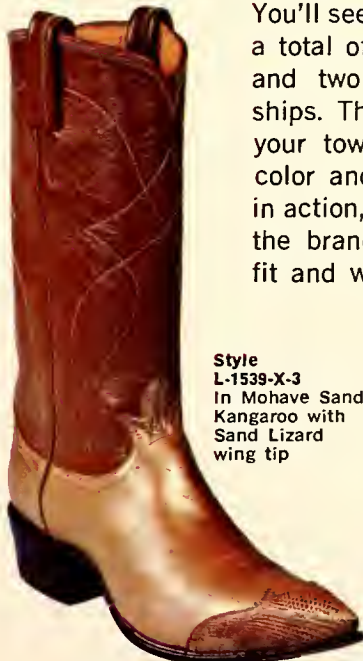 You'll see
a total of
and two
ships. Th
your tow
color and
in action,
the bran
fit and w
Style
L-1539-X-3
In Mohave Sand
Kangaroo with
Sand Lizard
wing tip